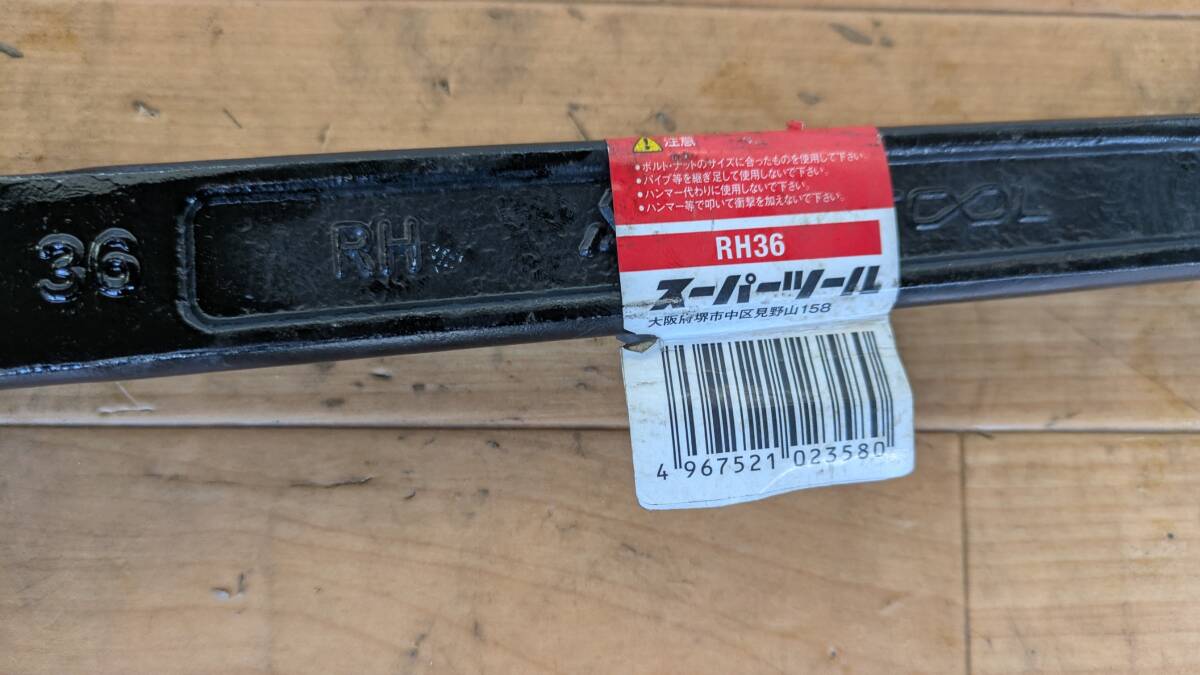 36
RH
TOOL
注意
●ボルト・ナットのサイズに合ったものを使用して下さい。
●パイプ等を継ぎ足して使用しないで下さい。
●ハンマー代わりに使用しないで下さい。
●ハンマー等で叩いて衝撃を加えないで下さい。
RH36
スーパーツール
大阪府堺市中区見野山158
4 967521 023580